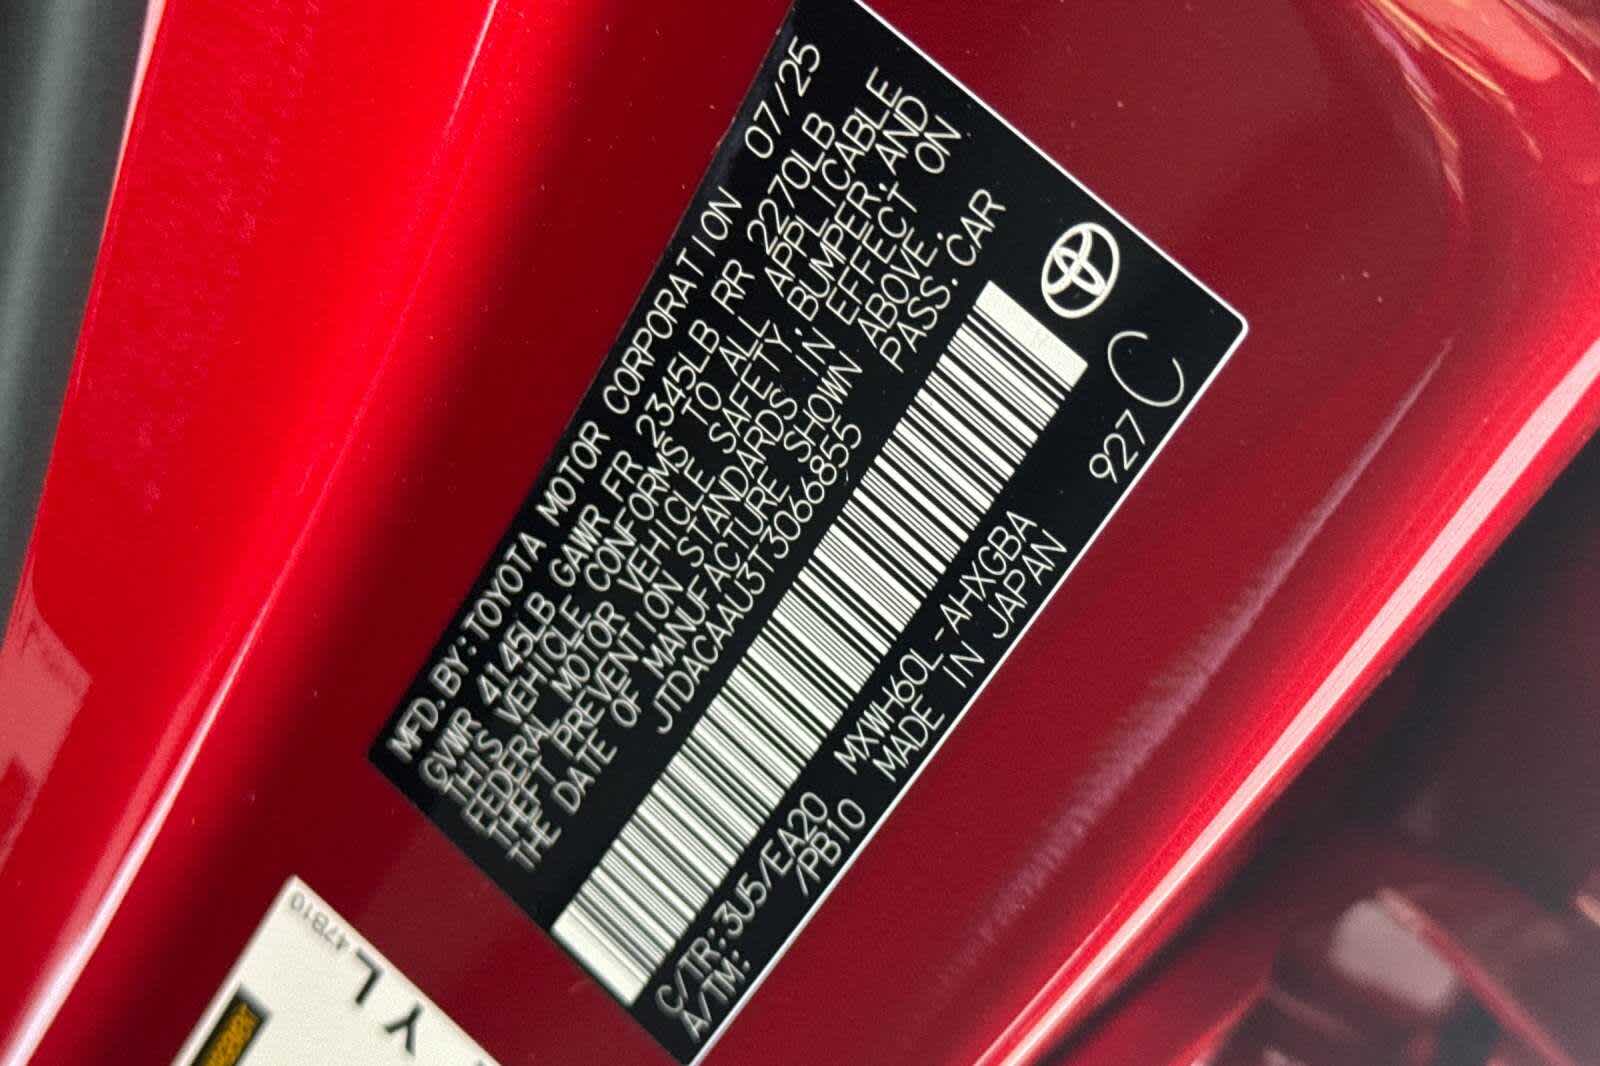 MFD.BY:TOYOTA MOTOR CORPORATION 07/25
GVWR 4145LB GAWR FR 2345LB RR 2270LB
THIS VEHICLE CONFORMS TO ALL APPLICABLE
FEDERAL MOTOR VEHICLE SAFETY,BUMPER,AND
THEFT PREVENTION STANDARDS IN EFFECT ON
THE DATE OF MANUFACTURE SHOWN ABOVE.
JTDACAAU3T3066855 PASS.CAR
927 C
C/TR:3U5/EA20 MXWH60L-AHXGBA
A/TM: /PB10 MADE IN JAPAN
47B10
Y L